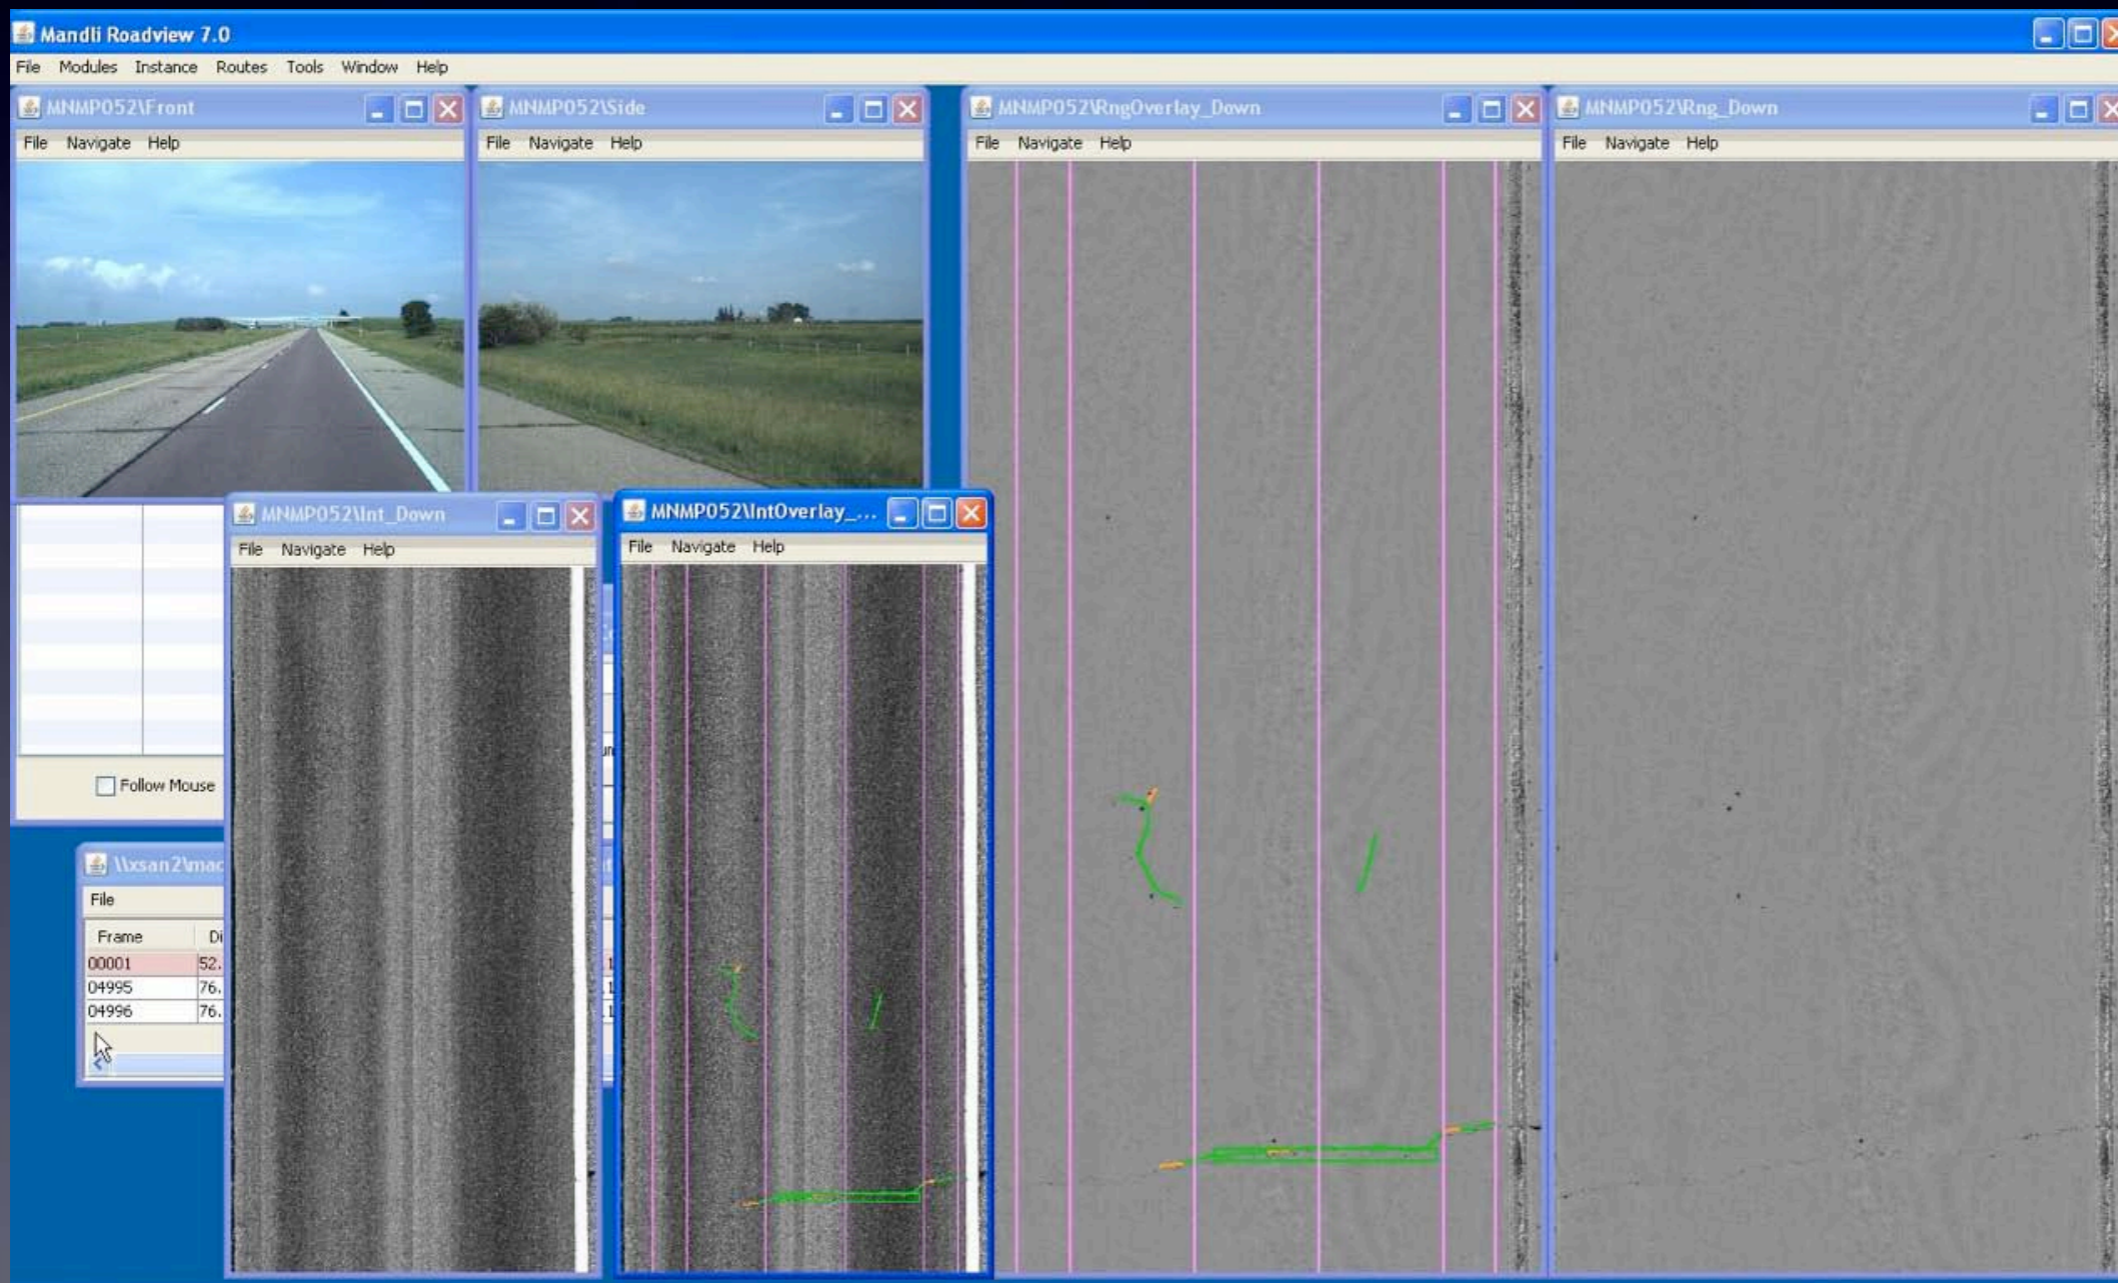 Mandli Roadview 7.0
File Modules Instance Routes Tools Window Help
MNMP052\Front
File Navigate Help
MNMP052\Side
File Navigate Help
MNMP052\RngOverlay_Down
File Navigate Help
MNMP052\Rng_Down
File Navigate Help
MNMP052\Int_Down
File Navigate Help
MNMP052\IntOverlay_...
File Navigate Help
Follow Mouse
\\xsan2\mac
File
Frame Di
00001 52.
04995 76.
04996 76.